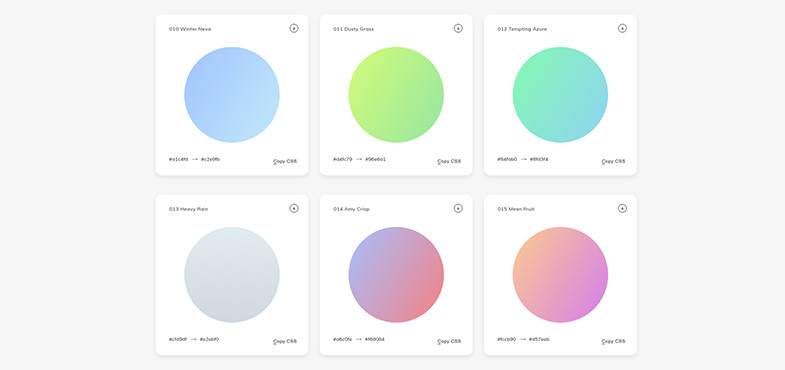 010 Winter Neva
011 Dusty Grass
012 Tempting Azure
#a1c4fd → #c2e9fb
Copy CSS
#d4fc79 → #96e6a1
Copy CSS
#84fab0 → #8fd3f4
Copy CSS
013 Heavy Rain
014 Amy Crisp
015 Mean Fruit
#cfd9df → #e2ebf0
Copy CSS
#a6c0fe → #f68084
Copy CSS
#fccb90 → #d57eeb
Copy CSS